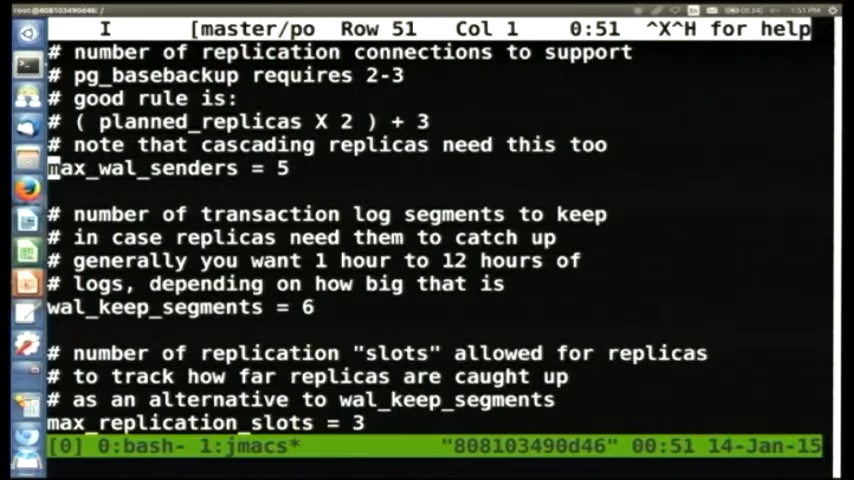 root@808103490d46: /
1:51 PM
I [master/po Row 51 Col 1 0:51 ^X^H for help
# number of replication connections to support
# pg_basebackup requires 2-3
# good rule is:
# ( planned_replicas X 2 ) + 3
# note that cascading replicas need this too
max_wal_senders = 5
# number of transaction log segments to keep
# in case replicas need them to catch up
# generally you want 1 hour to 12 hours of
# logs, depending on how big that is
wal_keep_segments = 6
# number of replication "slots" allowed for replicas
# to track how far replicas are caught up
# as an alternative to wal_keep_segments
max_replication_slots = 3
[0] 0:bash- 1:jmacs* "808103490d46" 00:51 14-Jan-15